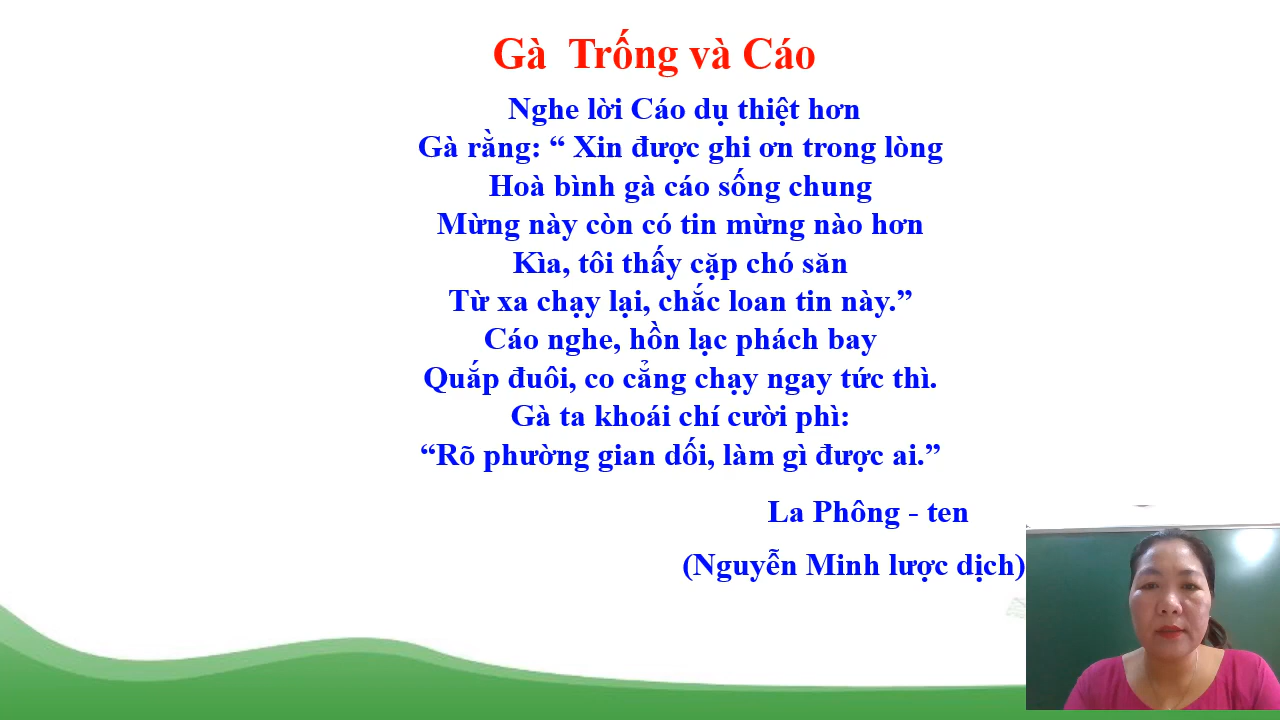 Gà Trống và Cáo
Nghe lời Cáo dụ thiệt hơn
Gà rằng: “ Xin được ghi ơn trong lòng
Hoà bình gà cáo sống chung
Mừng này còn có tin mừng nào hơn
Kìa, tôi thấy cặp chó săn
Từ xa chạy lại, chắc loan tin này.”
Cáo nghe, hồn lạc phách bay
Quắp đuôi, co cẳng chạy ngay tức thì.
Gà ta khoái chí cười phì:
“Rõ phường gian dối, làm gì được ai.”
La Phông - ten
(Nguyễn Minh lược dịch)